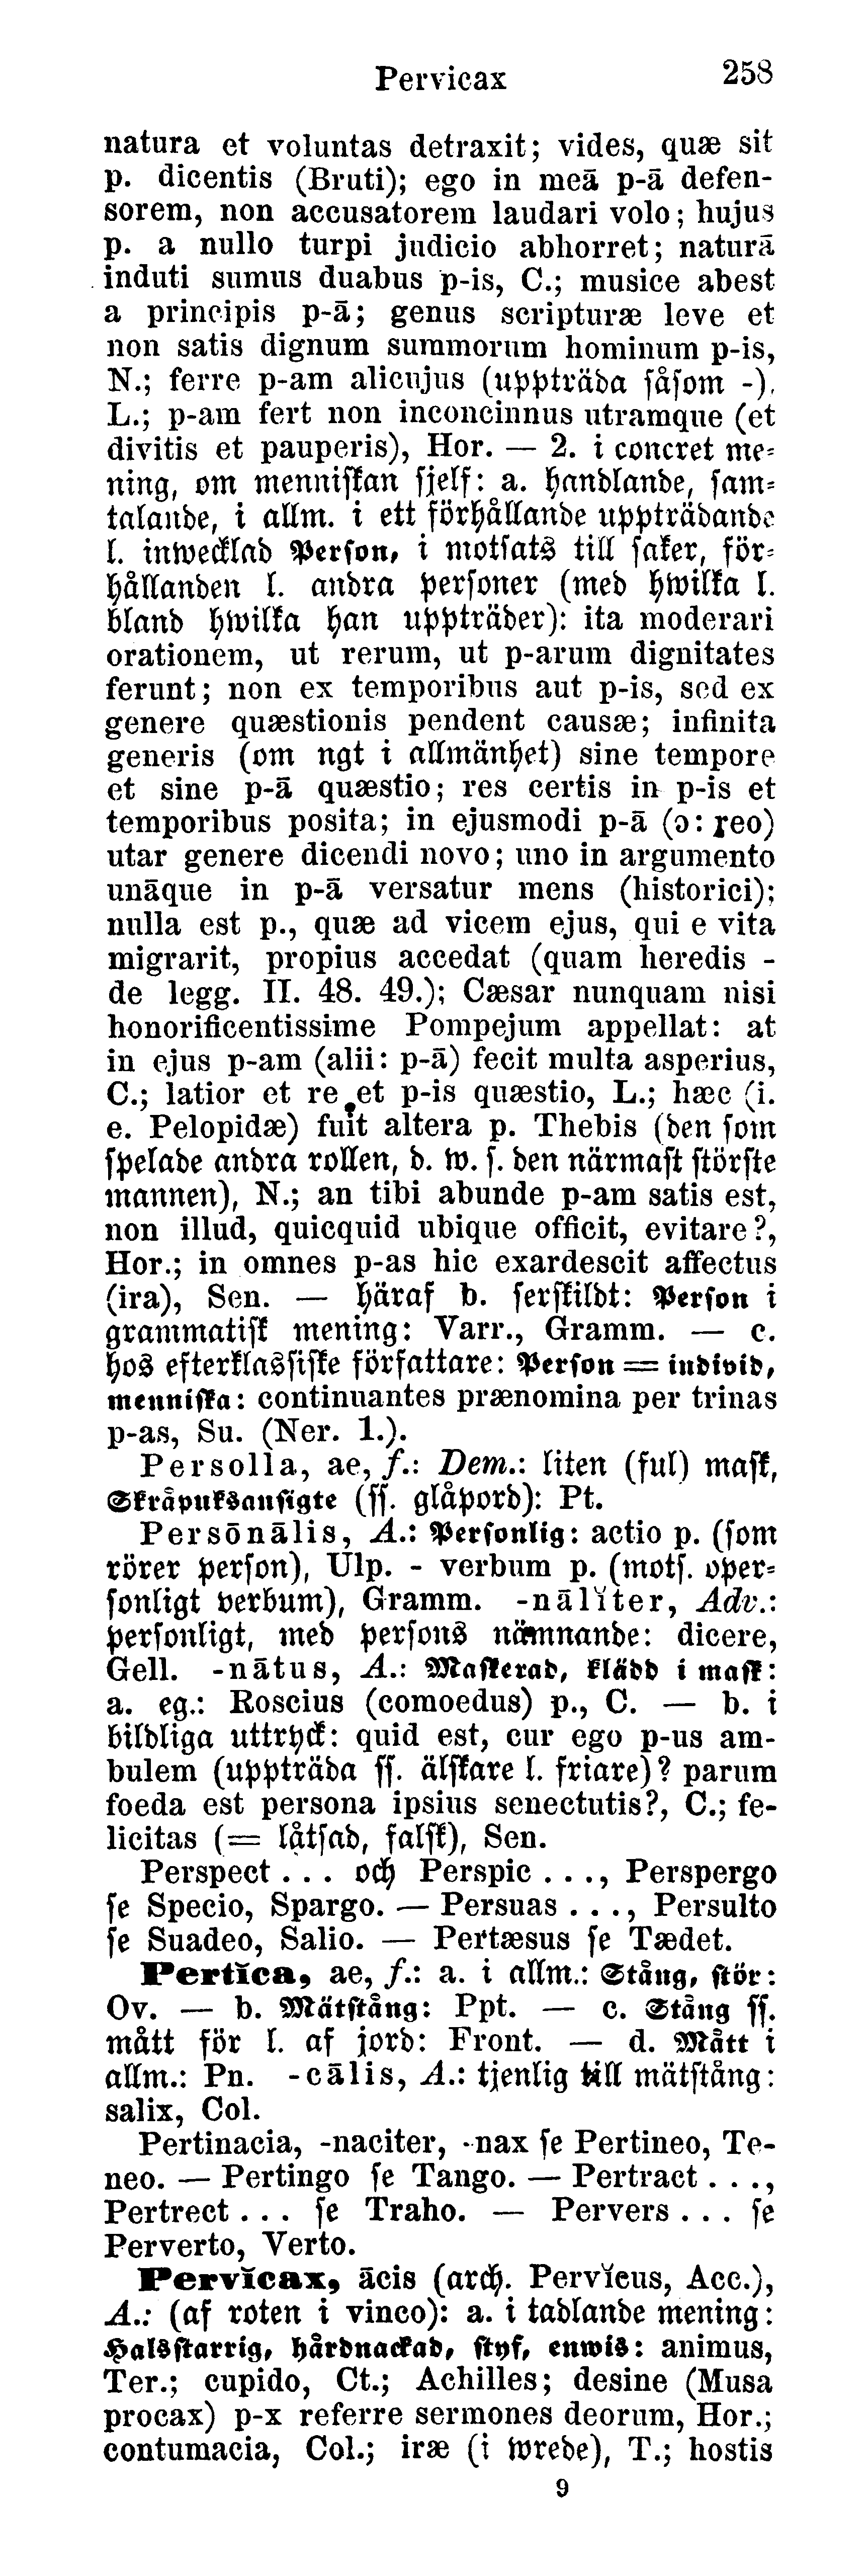 Pervicax 258
natura et voluntas detraxit; vides, quæ sit
p. dicentis (Bruti); ego in meā p-ā defen-
sorem, non accusatorem laudari volo; hujus
p. a nullo turpi judicio abhorret; naturā
induti sumus duabus p-is, C.; musice abest
a principis p-ā; genus scripturæ leve et
non satis dignum summorum hominum p-is,
N.; ferre p-am alicujus (uppträda såsom -),
L.; p-am fert non inconcinnus utramque (et
divitis et pauperis), Hor. — 2. i concret me-
ning, om menniskan sjelf: a. handlande, sam-
talande, i allm. i ett förhållande uppträdande
l. inwecklad Person, i motsats till saker, för-
hållanden l. andra personer (med hwilka l.
bland hwilka han uppträder): ita moderari
orationem, ut rerum, ut p-arum dignitates
ferunt; non ex temporibus aut p-is, sed ex
genere quæstionis pendent causæ; infinita
generis (om ngt i allmänhet) sine tempore
et sine p-ā quæstio; res certis in p-is et
temporibus posita; in ejusmodi p-ā (ɔ: reo)
utar genere dicendi novo; uno in argumento
unāque in p-ā versatur mens (historici);
nulla est p., quæ ad vicem ejus, qui e vita
migrarit, propius accedat (quam heredis -
de legg. II. 48. 49.); Cæsar nunquam nisi
honorificentissime Pompejum appellat: at
in ejus p-am (alii: p-ā) fecit multa asperius,
C.; latior et re et p-is quæstio, L.; hæc (i.
e. Pelopidæ) fuit altera p. Thebis (den som
spelade andra rollen, d. w. s. den närmast störste
mannen), N.; an tibi abunde p-am satis est,
non illud, quicquid ubique officit, evitare?,
Hor.; in omnes p-as hic exardescit affectus
(ira), Sen. — häraf b. serskildt: Person i
grammatisk mening: Varr., Gramm. — c.
hos efterklassiske författare: Person = individ,
menniska: continuantes prænomina per trinas
p-as, Su. (Ner. 1.).
Persolla, ae, f.: Dem.: liten (ful) mask,
Skråpuksansigte (ss. glåpord): Pt.
Persōnālis, A.: Personlig: actio p. (som
rörer person), Ulp. - verbum p. (mots. oper-
sonligt verbum), Gramm. -nālĭter, Adv.:
personligt, med persons nämnande: dicere,
Gell. -nātus, A.: Maskerad, klädd i mask:
a. eg.: Roscius (comoedus) p., C. — b. i
bildliga uttryck: quid est, cur ego p-us am-
bulem (uppträda ss. älskare l. friare)? parum
foeda est persona ipsius senectutis?, C.; fe-
licitas (= låtsad, falsk), Sen.
Perspect . . . och Perspic . . ., Perspergo
se Specio, Spargo. — Persuas . . ., Persulto
se Suadeo, Salio. — Pertæsus se Tædet.
Pertĭca, ae, f.: a. i allm.: Stång, stör:
Ov. — b. Mätstång: Ppt. — c. Stång ss.
mått för l. af jord: Front. — d. Mått i
allm.: Pn. -cālis, A.: tjenlig till mätstång:
salix, Col.
Pertinacia, -naciter, -nax se Pertineo, Te-
neo. — Pertingo se Tango. — Pertract . . .,
Pertrect . . . se Traho. — Pervers . . . se
Perverto, Verto.
Pervĭcax, ācis (arch. Pervĭcus, Acc.),
A.: (af roten i vinco): a. i tadlande mening:
Halsstarrig, hårdnackad, styf, enwis: animus,
Ter.; cupido, Ct.; Achilles; desine (Musa
procax) p-x referre sermones deorum, Hor.;
contumacia, Col.; iræ (i wrede), T.; hostis
9